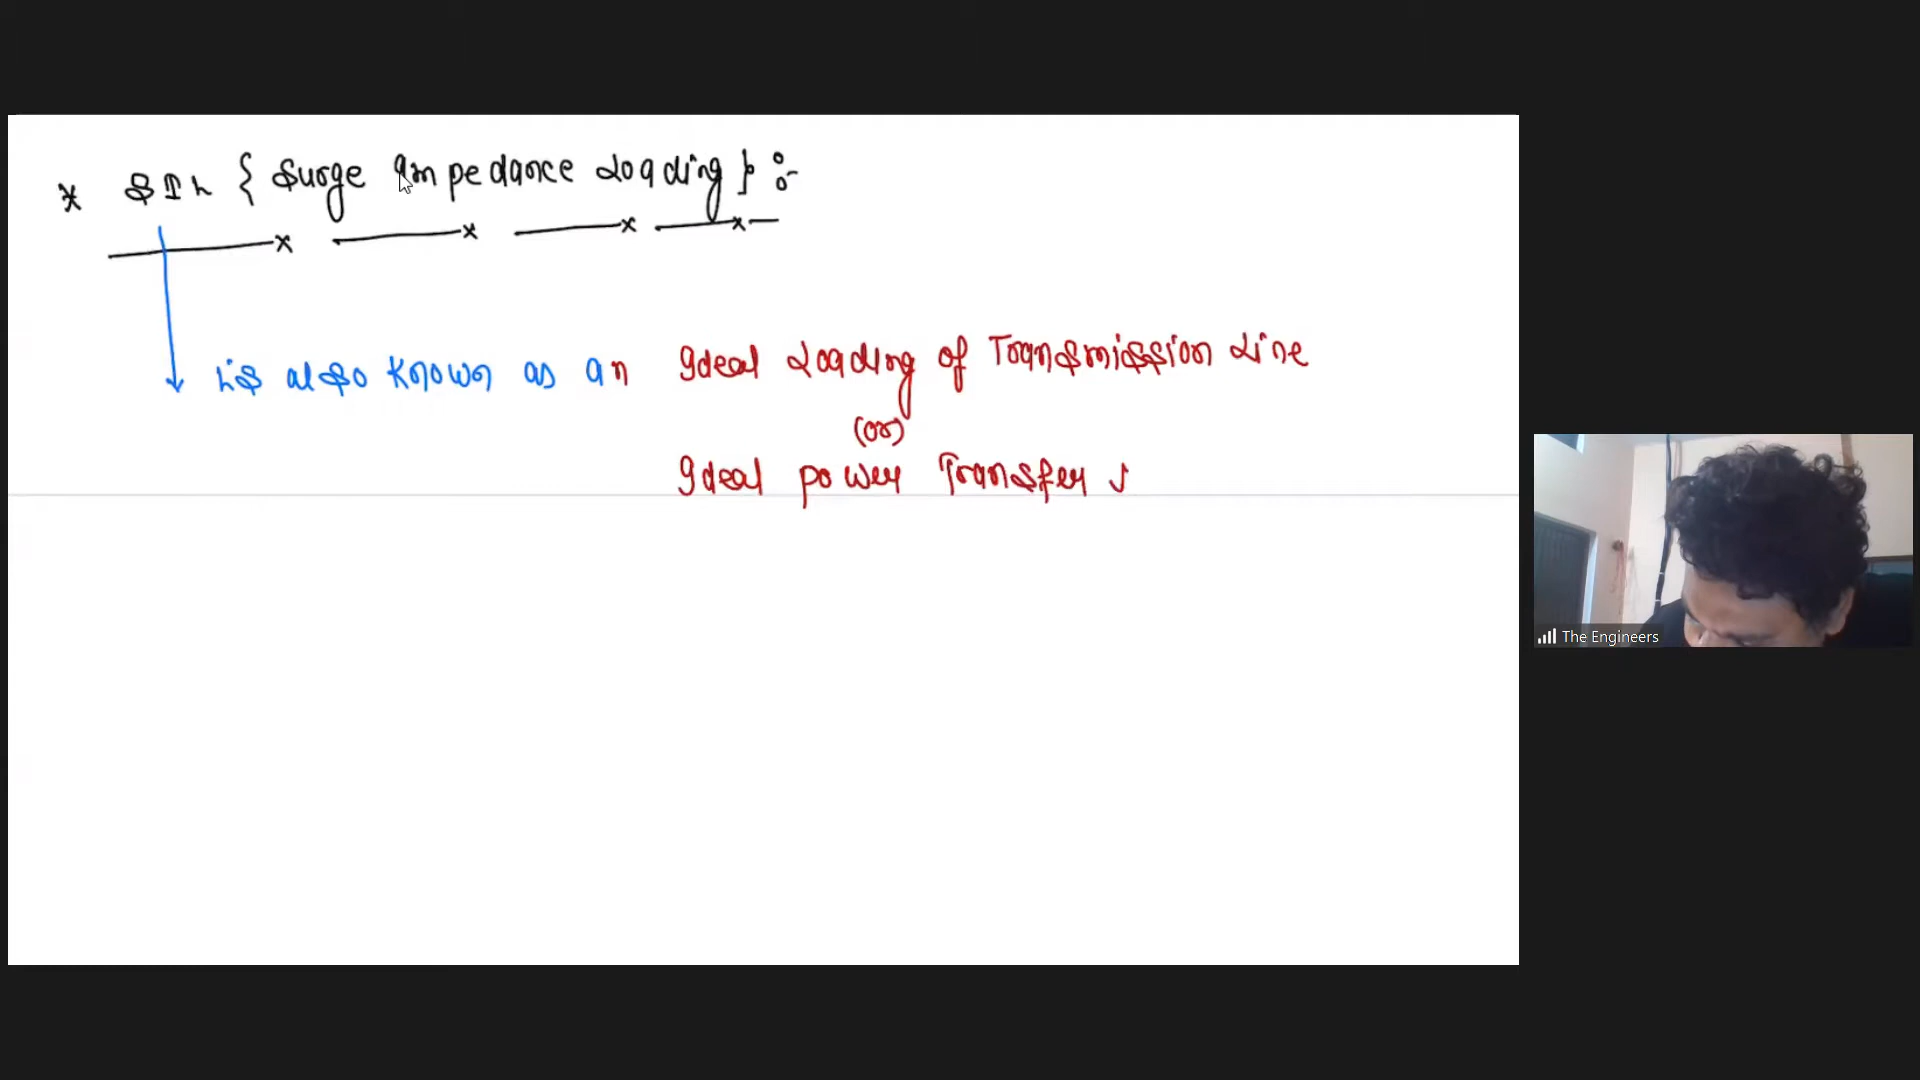 * SIL { Surge Impedance Loading } :-
is also known as an Ideal Loading of Transmission Line
(or)
Ideal power Transfer
The Engineers